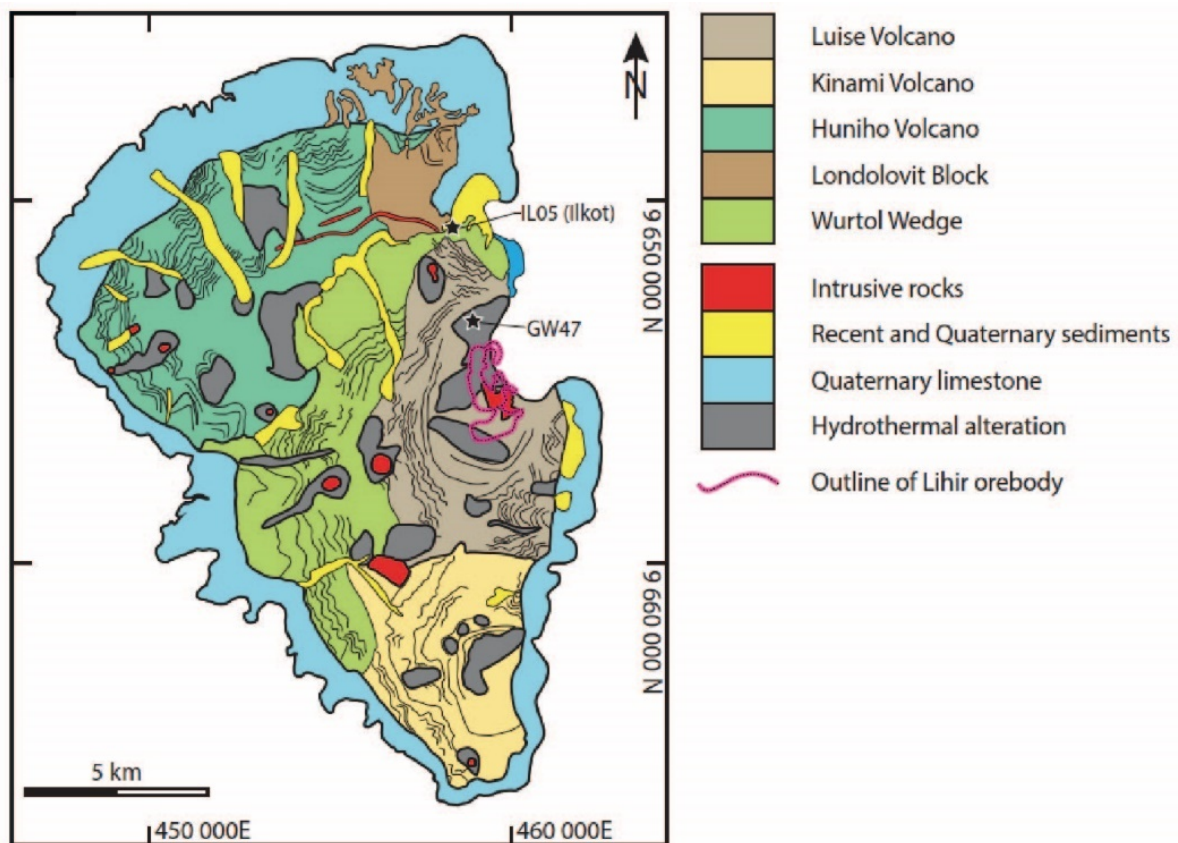 N
IL05 (Ilkot)
GW47
9 650 000 N
9 660 000 N
5 km
450 000E
460 000E
Luise Volcano
Kinami Volcano
Huniho Volcano
Londolovit Block
Wurtol Wedge
Intrusive rocks
Recent and Quaternary sediments
Quaternary limestone
Hydrothermal alteration
Outline of Lihir orebody